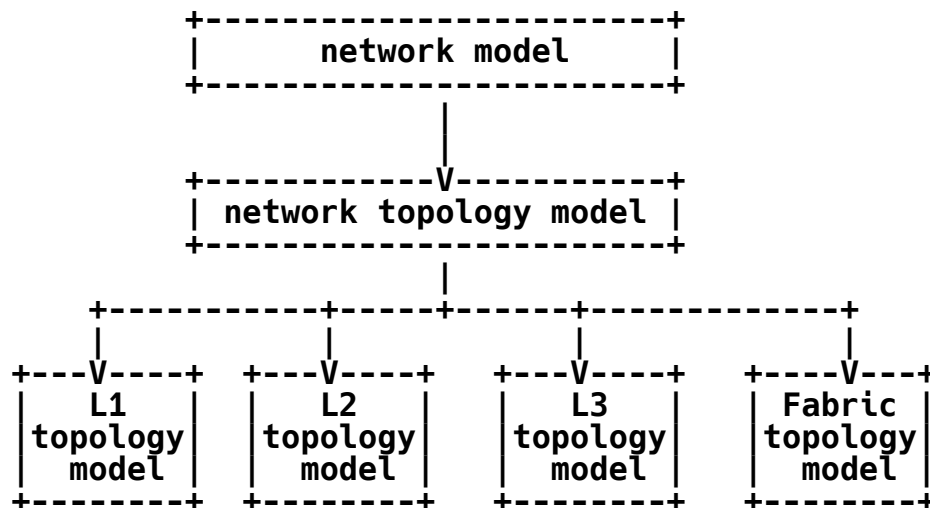 network model
network topology model
L1 topology model
L2 topology model
L3 topology model
Fabric topology model